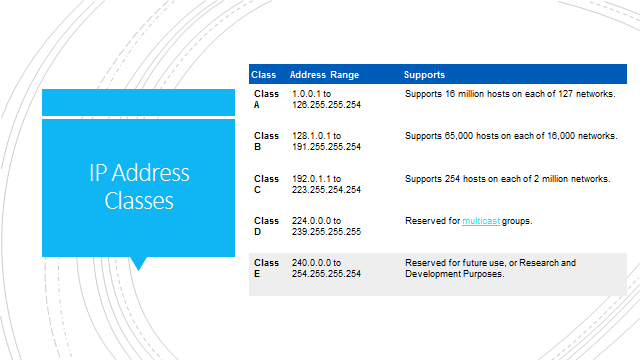 IP Address
Classes
Class Address Range Supports
Class A 1.0.0.1 to 126.255.255.254 Supports 16 million hosts on each of 127 networks.
Class B 128.1.0.1 to 191.255.255.254 Supports 65,000 hosts on each of 16,000 networks.
Class C 192.0.1.1 to 223.255.254.254 Supports 254 hosts on each of 2 million networks.
Class D 224.0.0.0 to 239.255.255.255 Reserved for multicast groups.
Class E 240.0.0.0 to 254.255.255.254 Reserved for future use, or Research and Development Purposes.